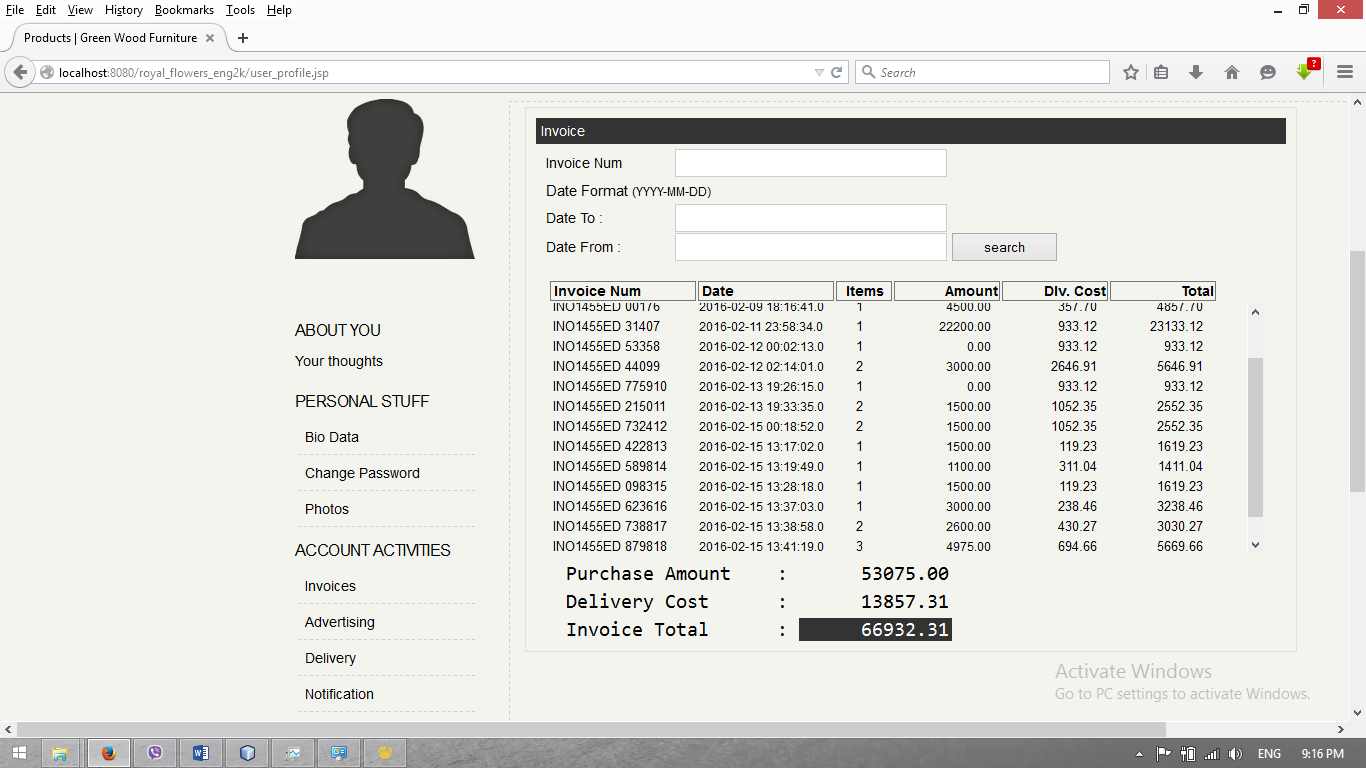 File Edit View History Bookmarks Tools Help
Products | Green Wood Furniture
localhost:8080/royal_flowers_eng2k/user_profile.jsp
Search
?
ABOUT YOU
Your thoughts
PERSONAL STUFF
Bio Data
Change Password
Photos
ACCOUNT ACTIVITIES
Invoices
Advertising
Delivery
Notification
Invoice
Invoice Num
Date Format (YYYY-MM-DD)
Date To :
Date From : search
Invoice Num Date Items Amount Dlv. Cost Total
INO1455ED 00176 2016-02-09 18:16:41.0 1 4500.00 357.70 4857.70
INO1455ED 31407 2016-02-11 23:58:34.0 1 22200.00 933.12 23133.12
INO1455ED 53358 2016-02-12 00:02:13.0 1 0.00 933.12 933.12
INO1455ED 44099 2016-02-12 02:14:01.0 2 3000.00 2646.91 5646.91
INO1455ED 775910 2016-02-13 19:26:15.0 1 0.00 933.12 933.12
INO1455ED 215011 2016-02-13 19:33:35.0 2 1500.00 1052.35 2552.35
INO1455ED 732412 2016-02-15 00:18:52.0 2 1500.00 1052.35 2552.35
INO1455ED 422813 2016-02-15 13:17:02.0 1 1500.00 119.23 1619.23
INO1455ED 589814 2016-02-15 13:19:49.0 1 1100.00 311.04 1411.04
INO1455ED 098315 2016-02-15 13:28:18.0 1 1500.00 119.23 1619.23
INO1455ED 623616 2016-02-15 13:37:03.0 1 3000.00 238.46 3238.46
INO1455ED 738817 2016-02-15 13:38:58.0 2 2600.00 430.27 3030.27
INO1455ED 879818 2016-02-15 13:41:19.0 3 4975.00 694.66 5669.66
Purchase Amount : 53075.00
Delivery Cost : 13857.31
Invoice Total : 66932.31
Activate Windows
Go to PC settings to activate Windows.
ENG 9:16 PM